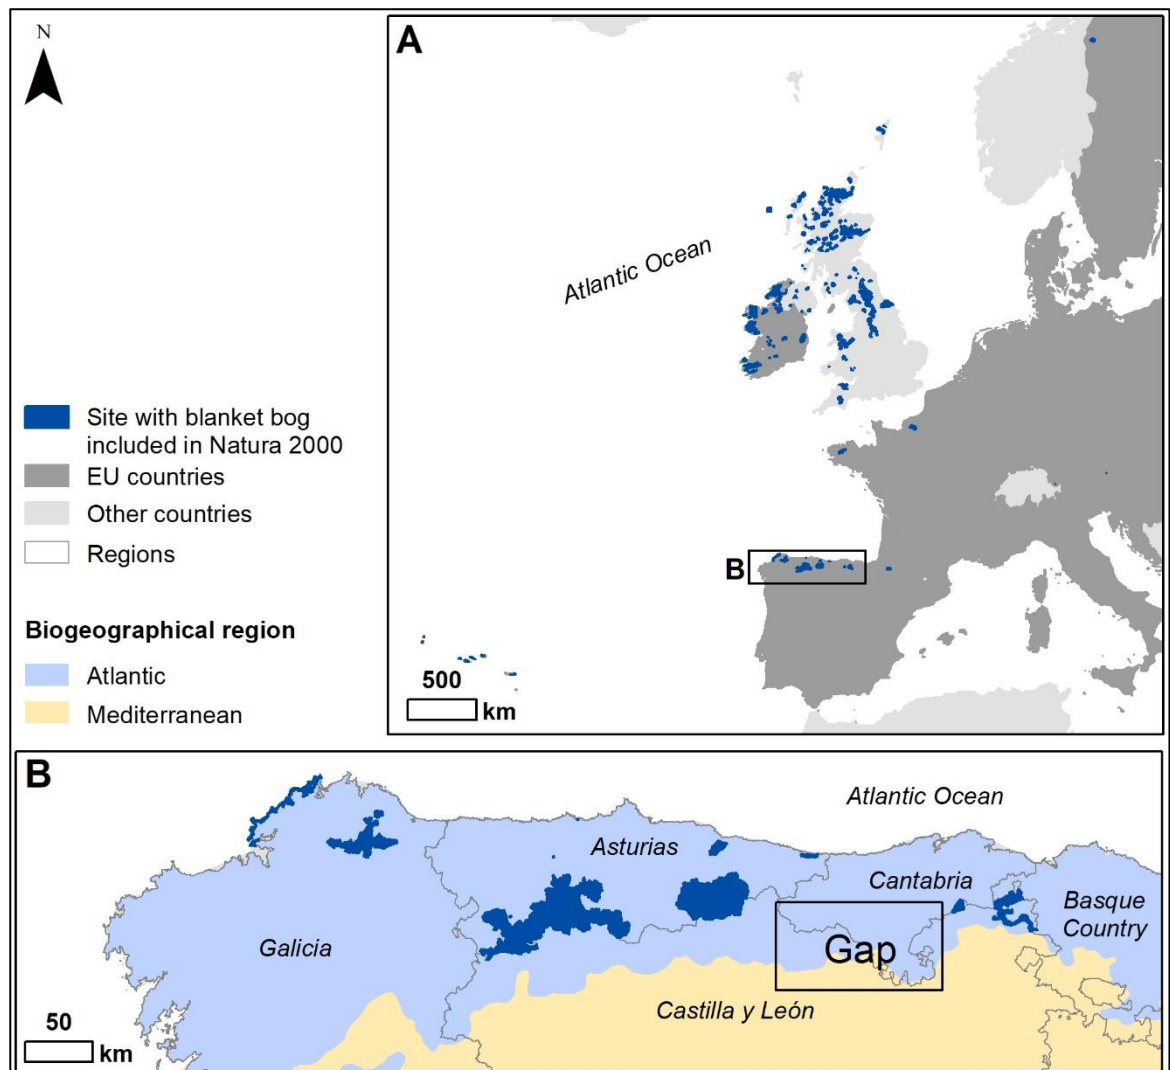 N
A
Atlantic Ocean
Site with blanket bog
included in Natura 2000
EU countries
Other countries
Regions
B
Biogeographical region
Atlantic
Mediterranean
500
km
B
Atlantic Ocean
Asturias
Cantabria
Basque
Country
Galicia
Gap
Castilla y León
50
km